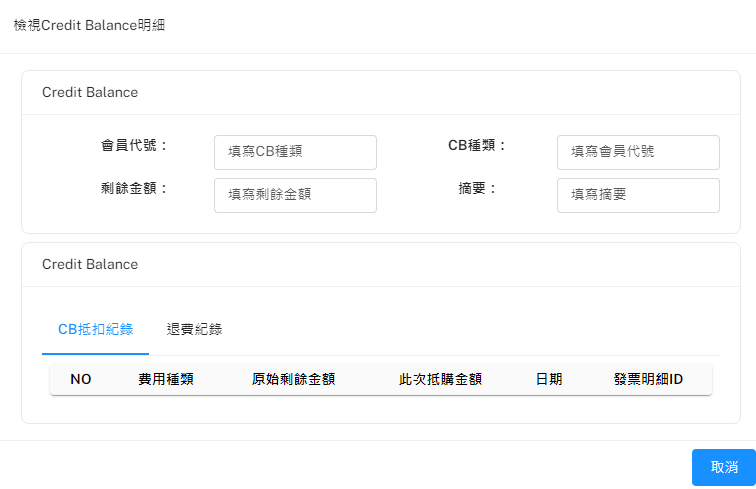 檢視Credit Balance明細
Credit Balance
會員代號： 填寫CB種類 CB種類： 填寫會員代號
剩餘金額： 填寫剩餘金額 摘要： 填寫摘要
Credit Balance
CB抵扣紀錄 退費紀錄
NO 費用種類 原始剩餘金額 此次抵購金額 日期 發票明細ID
取消